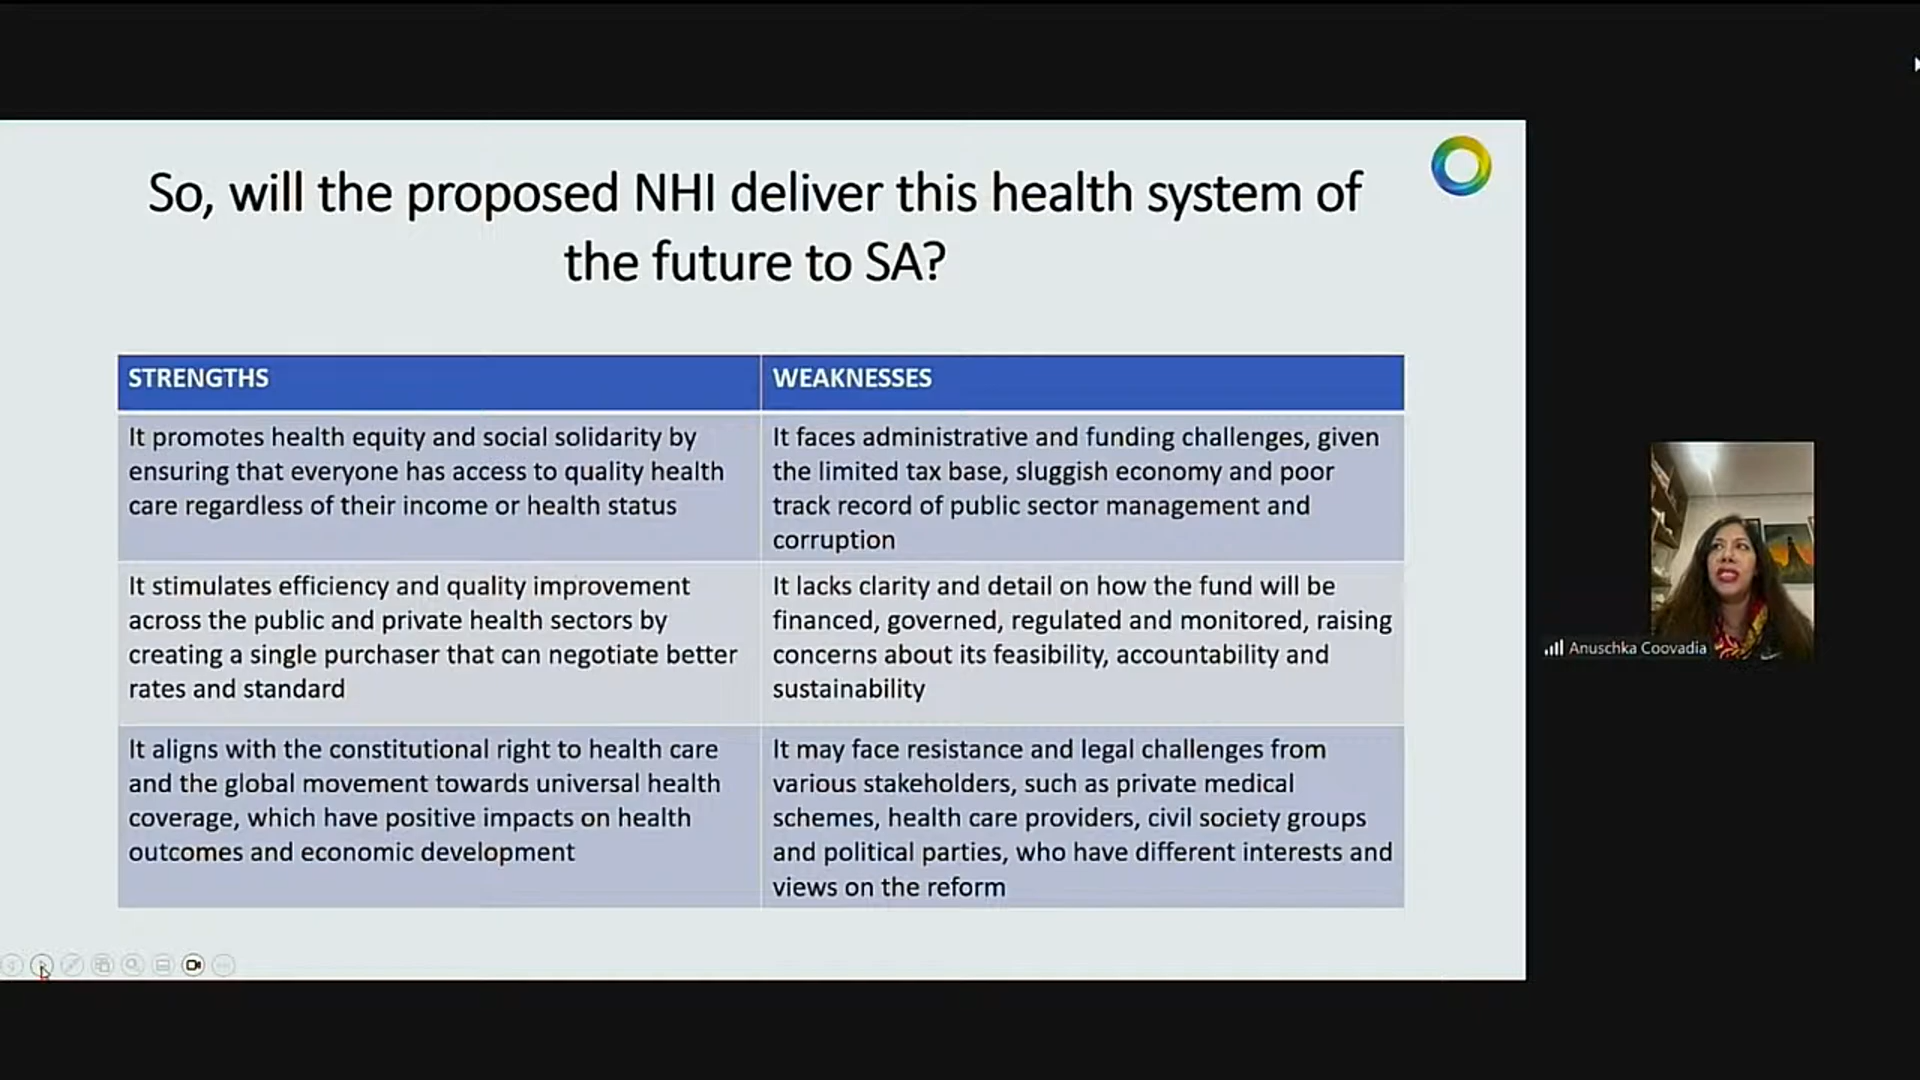 So, will the proposed NHI deliver this health system of
the future to SA?
STRENGTHS
WEAKNESSES
It promotes health equity and social solidarity by
ensuring that everyone has access to quality health
care regardless of their income or health status
It faces administrative and funding challenges, given
the limited tax base, sluggish economy and poor
track record of public sector management and
corruption
It stimulates efficiency and quality improvement
across the public and private health sectors by
creating a single purchaser that can negotiate better
rates and standard
It lacks clarity and detail on how the fund will be
financed, governed, regulated and monitored, raising
concerns about its feasibility, accountability and
sustainability
It aligns with the constitutional right to health care
and the global movement towards universal health
coverage, which have positive impacts on health
outcomes and economic development
It may face resistance and legal challenges from
various stakeholders, such as private medical
schemes, health care providers, civil society groups
and political parties, who have different interests and
views on the reform
Anuschka Coovadia